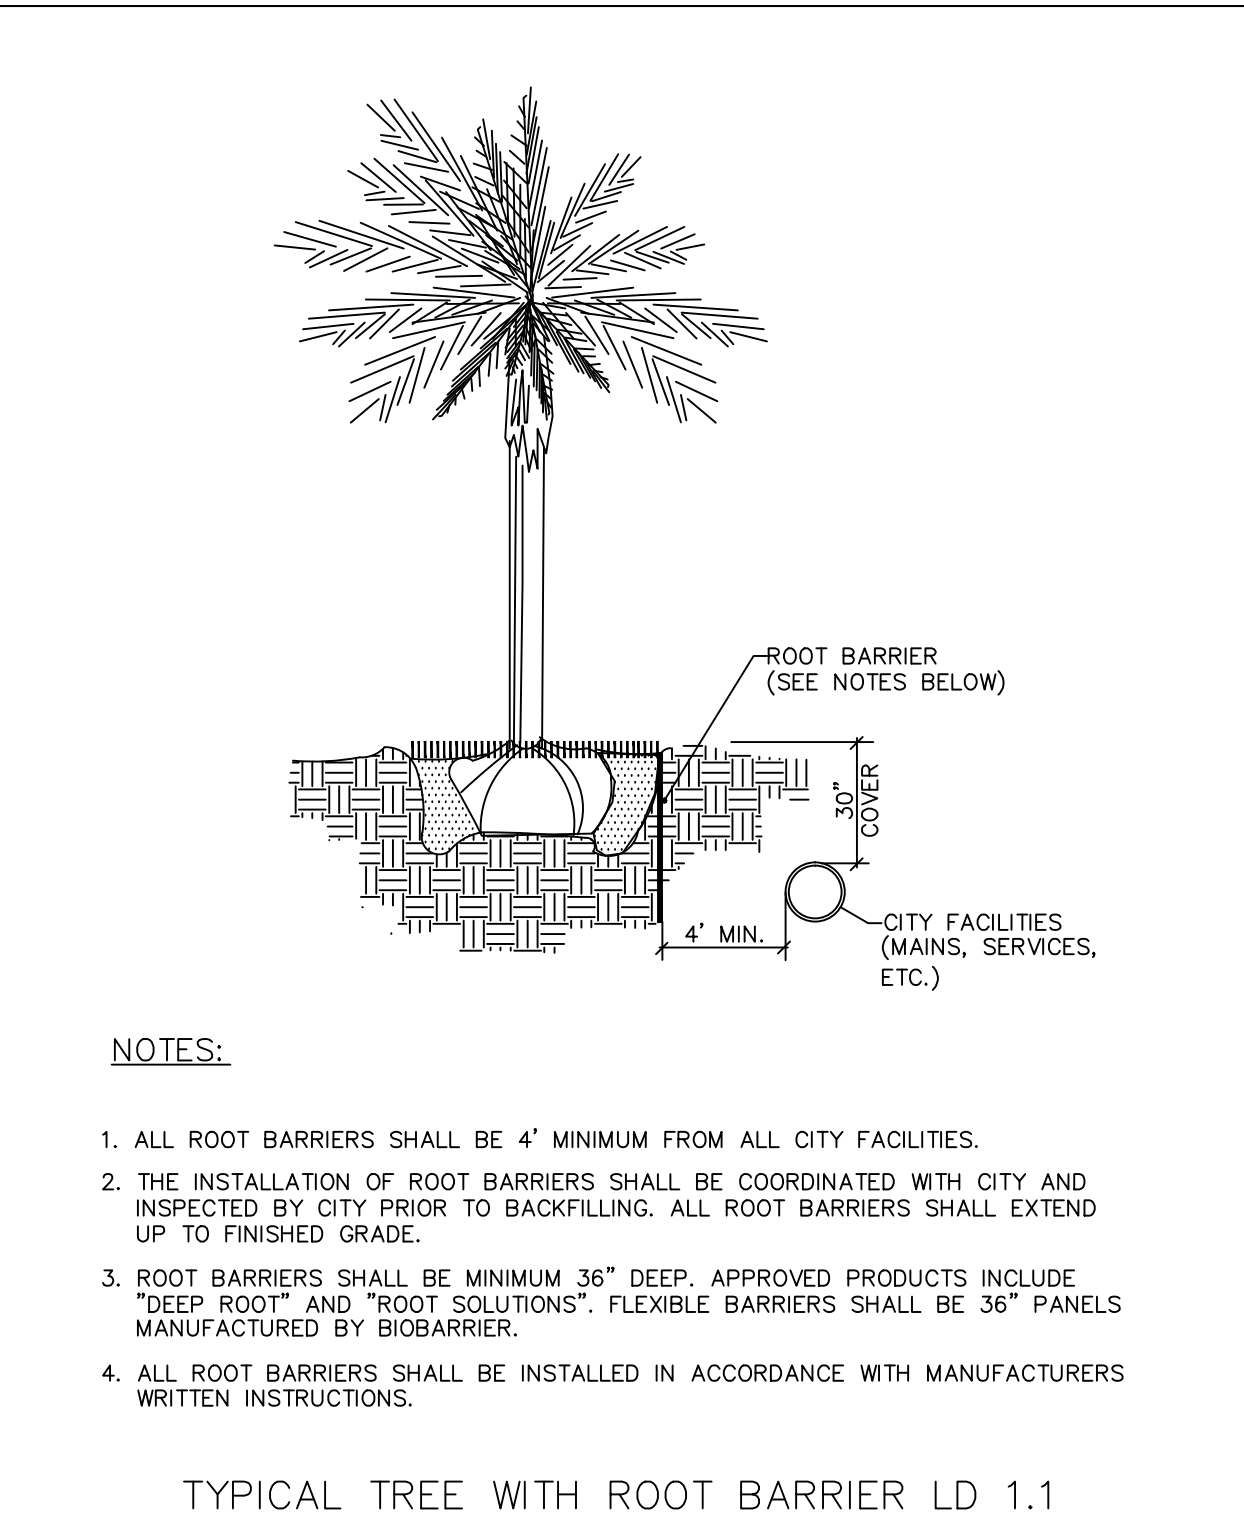 ROOT BARRIER
(SEE NOTES BELOW)
30"
COVER
4' MIN.
CITY FACILITIES
(MAINS, SERVICES,
ETC.)
NOTES:
1. ALL ROOT BARRIERS SHALL BE 4' MINIMUM FROM ALL CITY FACILITIES.
2. THE INSTALLATION OF ROOT BARRIERS SHALL BE COORDINATED WITH CITY AND
INSPECTED BY CITY PRIOR TO BACKFILLING. ALL ROOT BARRIERS SHALL EXTEND
UP TO FINISHED GRADE.
3. ROOT BARRIERS SHALL BE MINIMUM 36" DEEP. APPROVED PRODUCTS INCLUDE
"DEEP ROOT" AND "ROOT SOLUTIONS". FLEXIBLE BARRIERS SHALL BE 36" PANELS
MANUFACTURED BY BIOBARRIER.
4. ALL ROOT BARRIERS SHALL BE INSTALLED IN ACCORDANCE WITH MANUFACTURERS
WRITTEN INSTRUCTIONS.
TYPICAL TREE WITH ROOT BARRIER LD 1.1